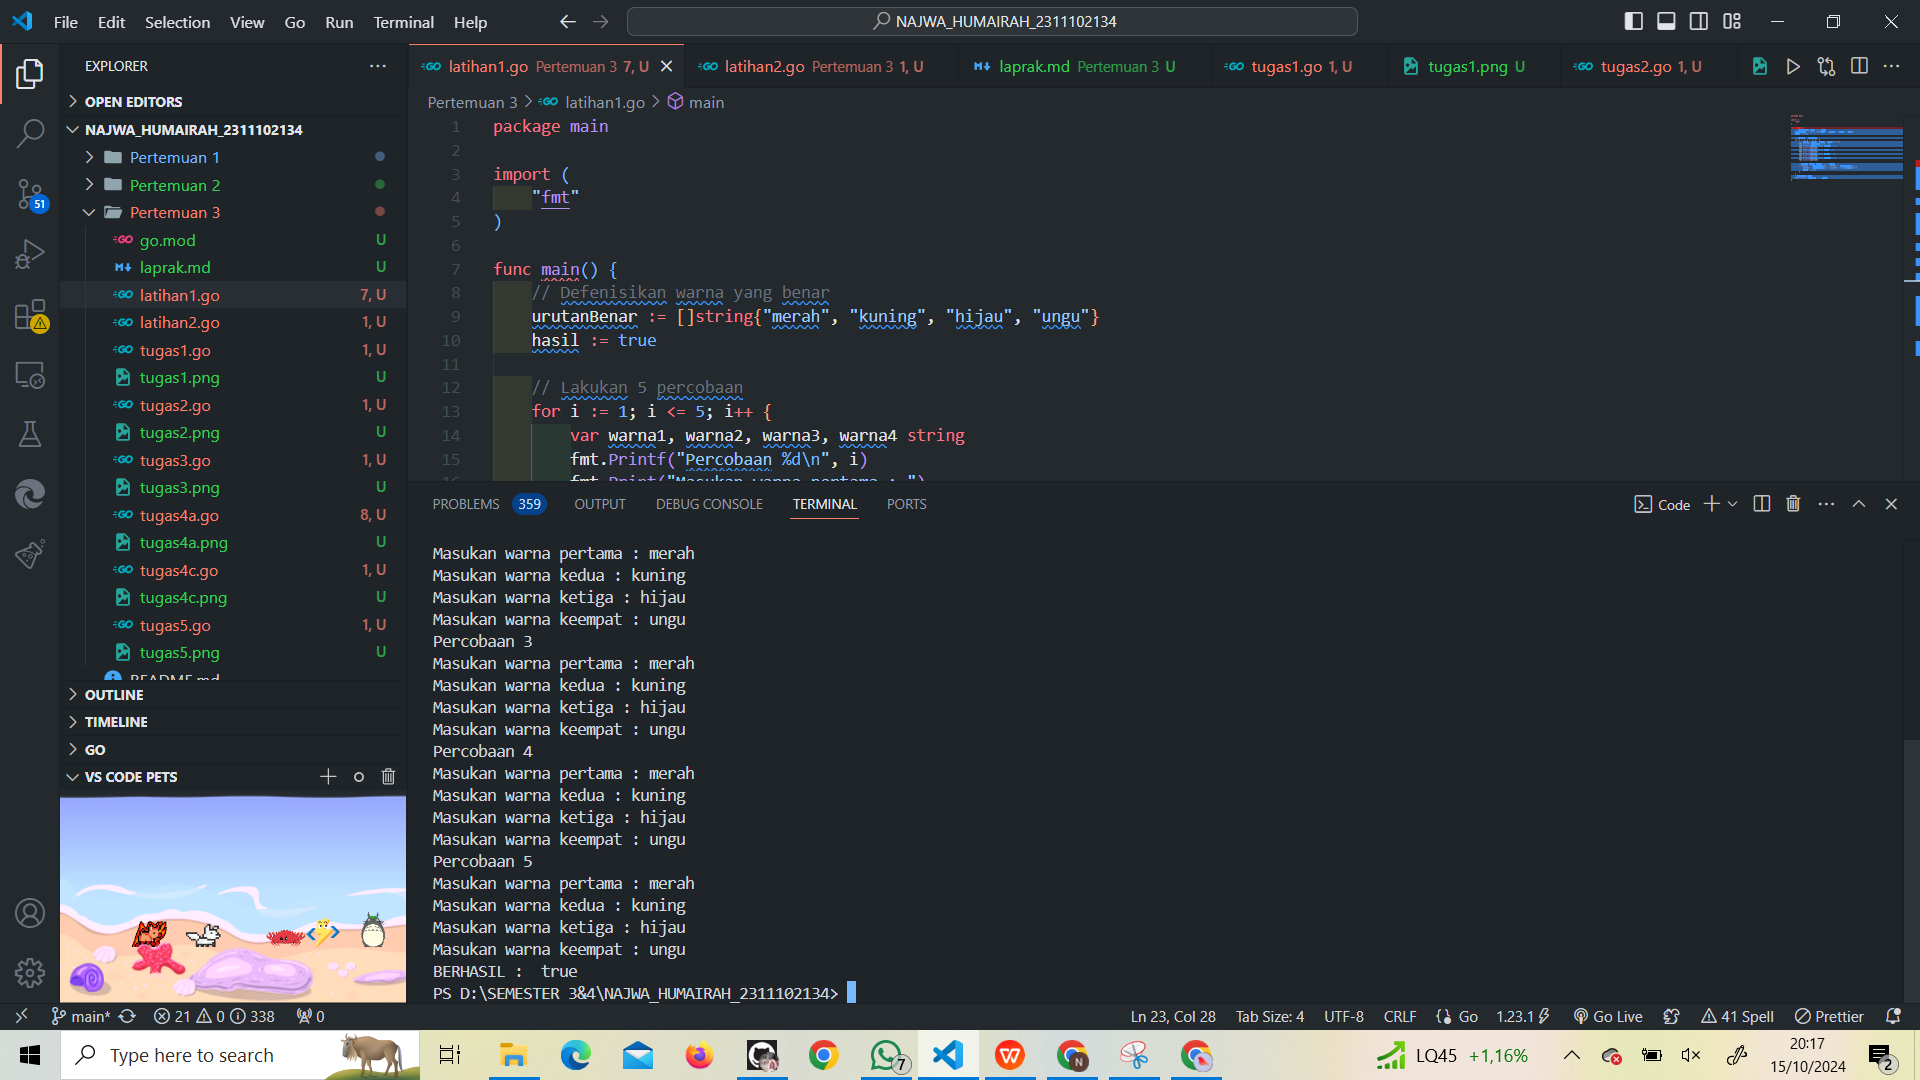 File Edit Selection View Go Run Terminal Help
NAJWA_HUMAIRAH_2311102134
EXPLORER
OPEN EDITORS
NAJWA_HUMAIRAH_2311102134
Pertemuan 1
Pertemuan 2
Pertemuan 3
go.mod U
laprak.md U
latihan1.go 7, U
latihan2.go 1, U
tugas1.go 1, U
tugas1.png U
tugas2.go 1, U
tugas2.png U
tugas3.go 1, U
tugas3.png U
tugas4a.go 8, U
tugas4a.png U
tugas4c.go 1, U
tugas4c.png U
tugas5.go 1, U
tugas5.png U
README.md
OUTLINE
TIMELINE
GO
VS CODE PETS
51
latihan1.go Pertemuan 3 7, U
latihan2.go Pertemuan 3 1, U
laprak.md Pertemuan 3 U
tugas1.go 1, U
tugas1.png U
tugas2.go 1, U
Pertemuan 3 > latihan1.go > main
1 package main
2
3 import (
4 "fmt"
5 )
6
7 func main() {
8 // Defenisikan warna yang benar
9 urutanBenar := []string{"merah", "kuning", "hijau", "ungu"}
10 hasil := true
11
12 // Lakukan 5 percobaan
13 for i := 1; i <= 5; i++ {
14 var warna1, warna2, warna3, warna4 string
15 fmt.Printf("Percobaan %d\n", i)
fmt.Print("Masukan warna pertama : ")
PROBLEMS 359 OUTPUT DEBUG CONSOLE TERMINAL PORTS
Code
Masukan warna pertama : merah
Masukan warna kedua : kuning
Masukan warna ketiga : hijau
Masukan warna keempat : ungu
Percobaan 3
Masukan warna pertama : merah
Masukan warna kedua : kuning
Masukan warna ketiga : hijau
Masukan warna keempat : ungu
Percobaan 4
Masukan warna pertama : merah
Masukan warna kedua : kuning
Masukan warna ketiga : hijau
Masukan warna keempat : ungu
Percobaan 5
Masukan warna pertama : merah
Masukan warna kedua : kuning
Masukan warna ketiga : hijau
Masukan warna keempat : ungu
BERHASIL :  true
PS D:\SEMESTER 3&4\NAJWA_HUMAIRAH_2311102134>
main* 21 0 338 0
Ln 23, Col 28 Tab Size: 4 UTF-8 CRLF Go 1.23.1 Go Live 41 Spell Prettier
Type here to search
7
LQ45 +1,16%
20:17
15/10/2024
2